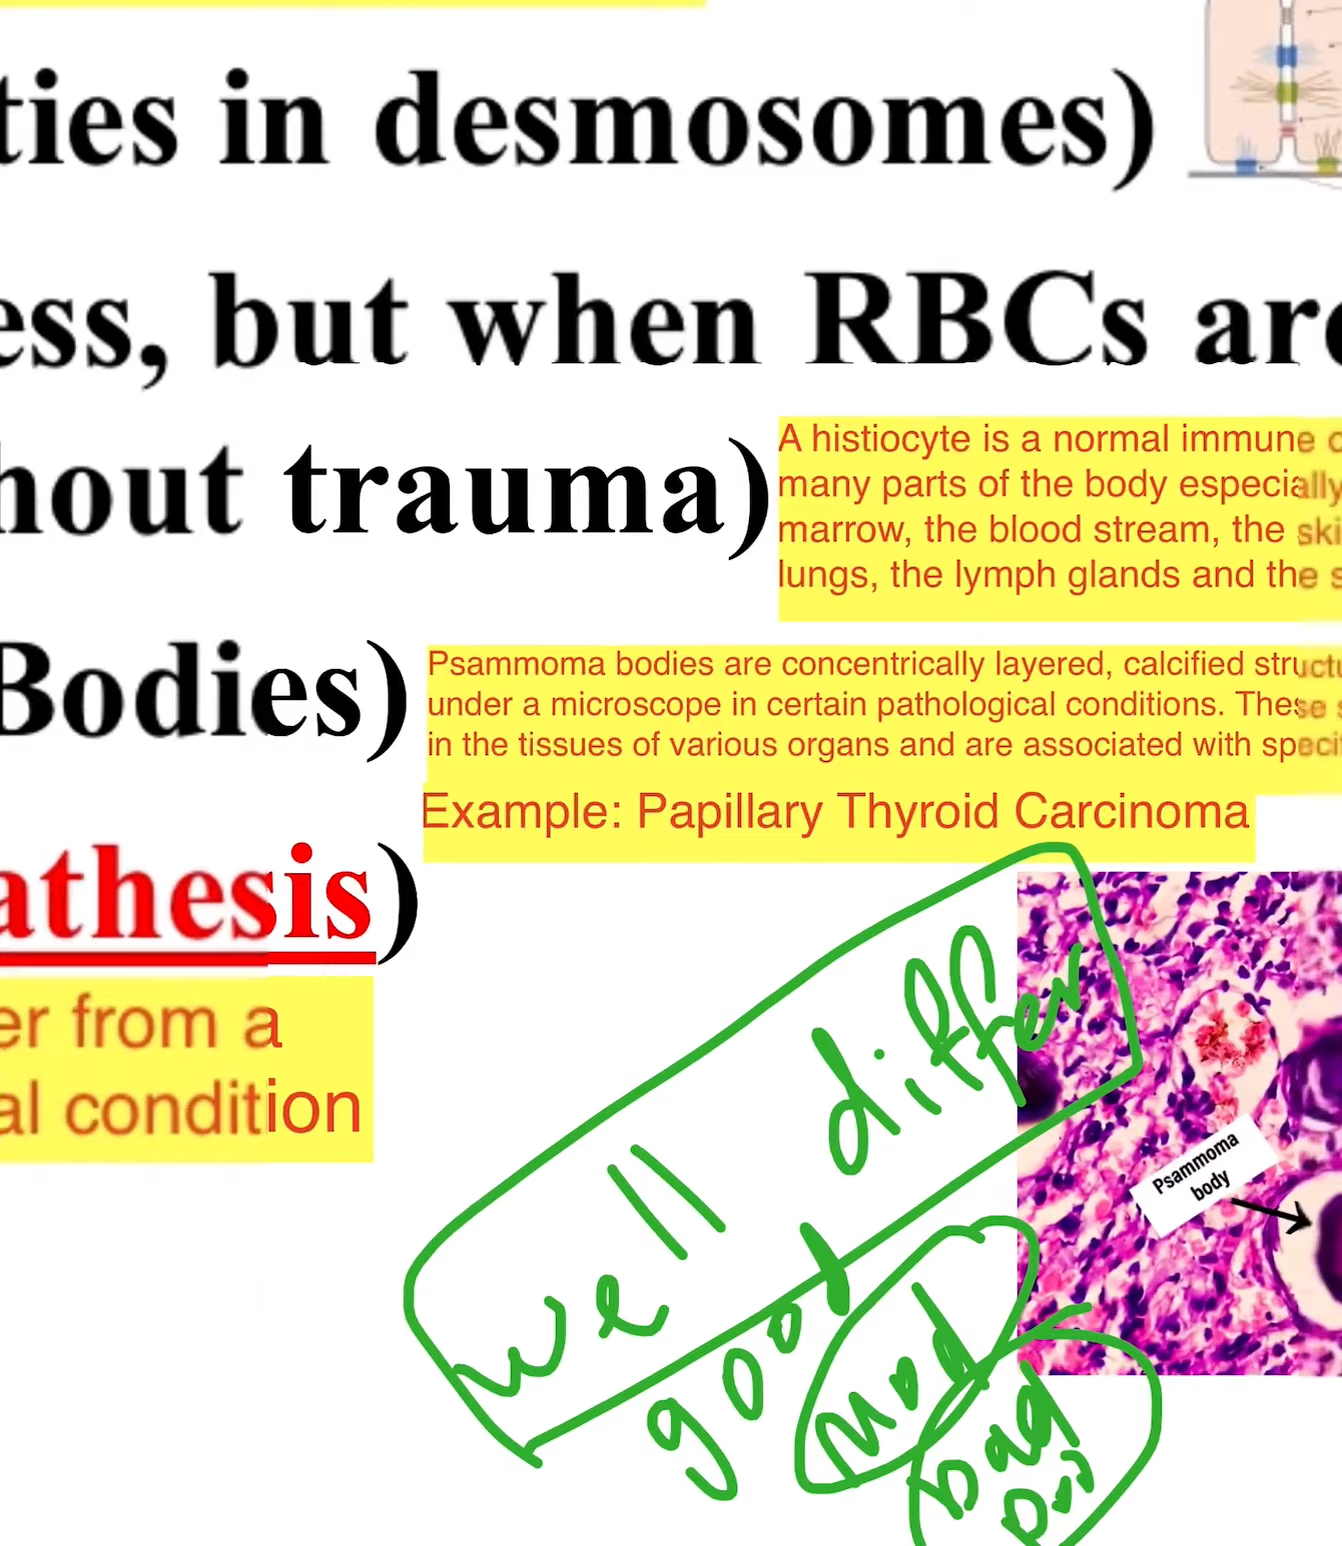 ties in desmosomes)
ess, but when RBCs are
hout trauma)
A histiocyte is a normal immune c
many parts of the body especially
marrow, the blood stream, the ski
lungs, the lymph glands and the s
Bodies)
Psammoma bodies are concentrically layered, calcified structu
under a microscope in certain pathological conditions. These s
in the tissues of various organs and are associated with speci
Example: Papillary Thyroid Carcinoma
athesis)
er from a
al condition
well differ
good
Mod
bad
Psammoma
body